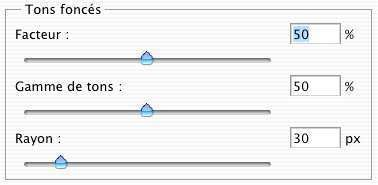 Tons foncés
Facteur : 50 %
Gamme de tons : 50 %
Rayon : 30 px